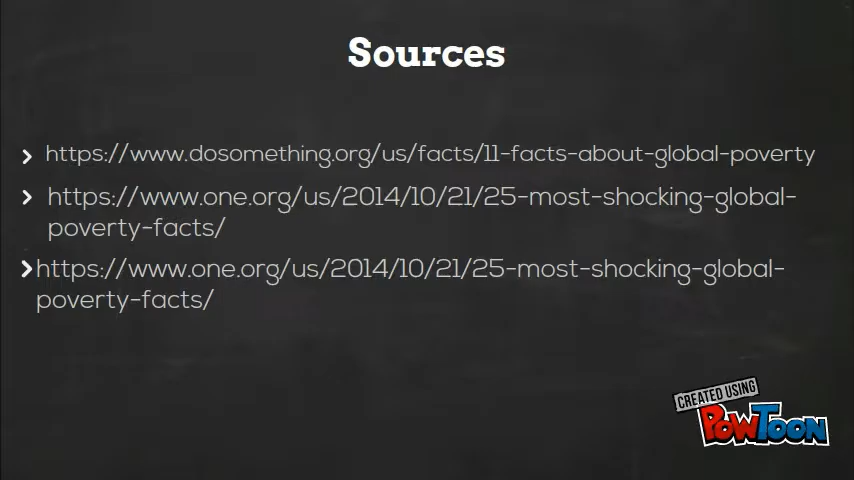 Sources
https://www.dosomething.org/us/facts/11-facts-about-global-poverty
https://www.one.org/us/2014/10/21/25-most-shocking-global-
poverty-facts/
https://www.one.org/us/2014/10/21/25-most-shocking-global-
poverty-facts/
CREATED USING
POWTOON